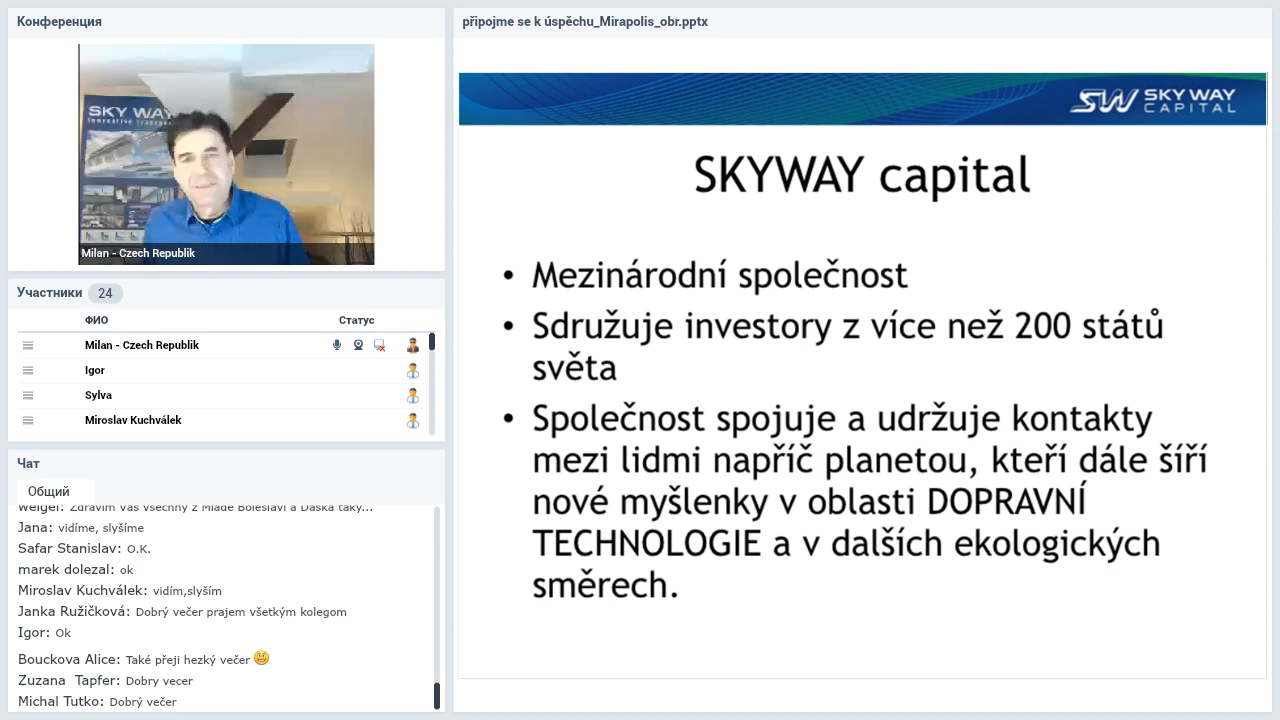 Конференция
SKY WAY
Innovative transport
Milan - Czech Republik
Участники 24
ФИО Статус
Milan - Czech Republik
Igor
Sylva
Miroslav Kuchválek
Чат
Общий
weigel: Zdravím Vás všechny z Mladé Boleslavi a Daška taky...
Jana: vidíme, slyšíme
Safar Stanislav: O.K.
marek dolezal: ok
Miroslav Kuchválek: vidím,slyším
Janka Ružičková: Dobrý večer prajem všetkým kolegom
Igor: Ok
Bouckova Alice: Také přeji hezký večer
Zuzana Tapfer: Dobry vecer
Michal Tutko: Dobrý večer
připojme se k úspěchu_Mirapolis_obr.pptx
SW SKY WAY
CAPITAL
SKYWAY capital
• Mezinárodní společnost
• Sdružuje investory z více než 200 států
světa
• Společnost spojuje a udržuje kontakty
mezi lidmi napříč planetou, kteří dále šíří
nové myšlenky v oblasti DOPRAVNÍ
TECHNOLOGIE a v dalších ekologických
směrech.